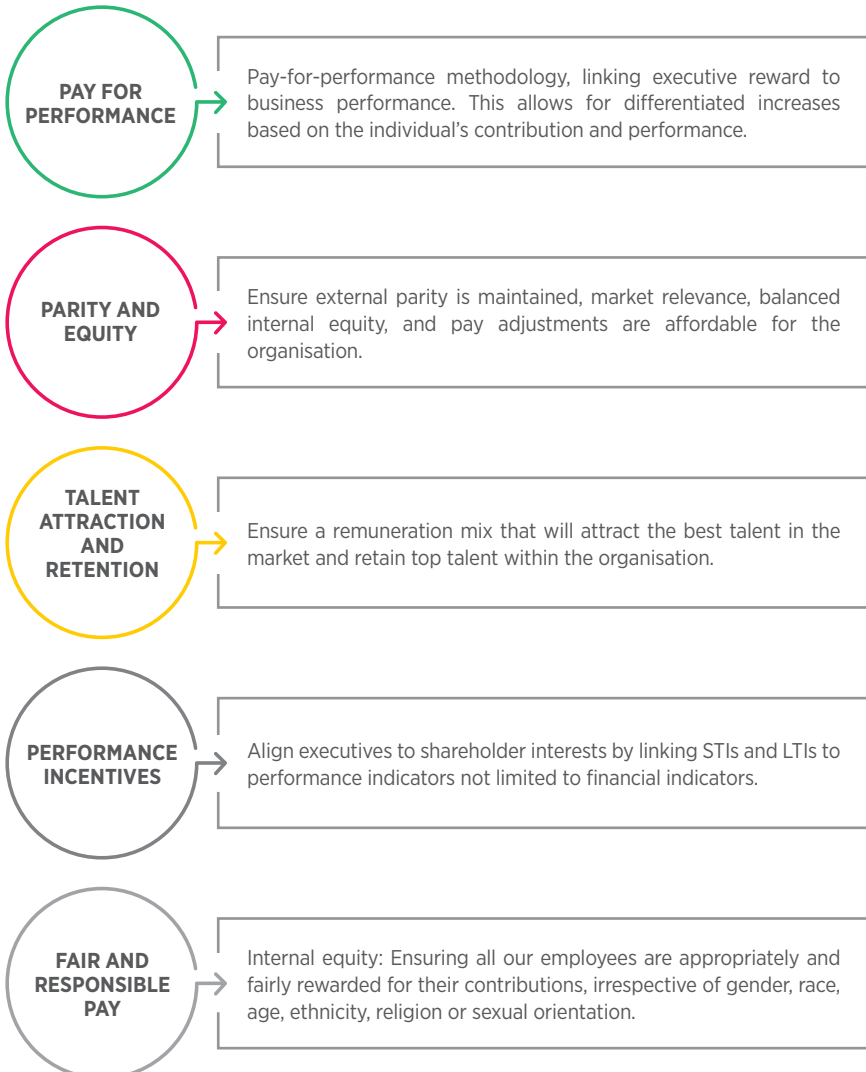 PAY FOR
PERFORMANCE
Pay-for-performance methodology, linking executive reward to
business performance. This allows for differentiated increases
based on the individual’s contribution and performance.
PARITY AND
EQUITY
Ensure external parity is maintained, market relevance, balanced
internal equity, and pay adjustments are affordable for the
organisation.
TALENT
ATTRACTION
AND
RETENTION
Ensure a remuneration mix that will attract the best talent in the
market and retain top talent within the organisation.
PERFORMANCE
INCENTIVES
Align executives to shareholder interests by linking STIs and LTIs to
performance indicators not limited to financial indicators.
FAIR AND
RESPONSIBLE
PAY
Internal equity: Ensuring all our employees are appropriately and
fairly rewarded for their contributions, irrespective of gender, race,
age, ethnicity, religion or sexual orientation.